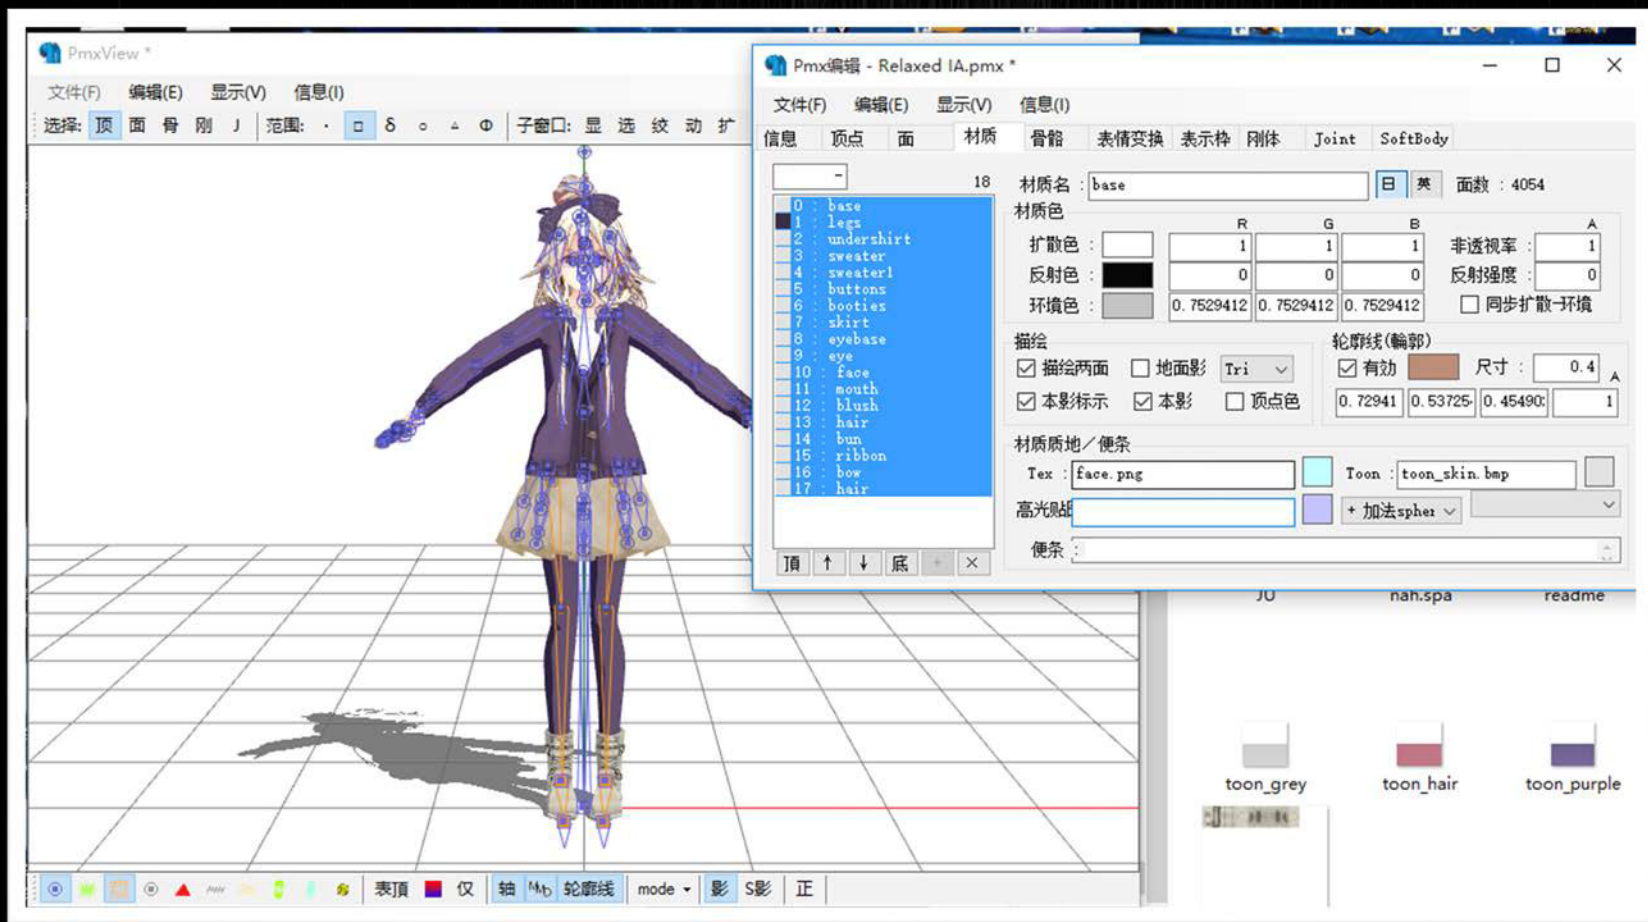 PmxView *
文件(F) 编辑(E) 显示(V) 信息(I)
选择: 顶 面 骨 刚 J 范围: 子窗口: 显 选 绞 动 扩
Pmx编辑 - Relaxed IA.pmx *
文件(F) 编辑(E) 显示(V) 信息(I)
信息 顶点 面 材质 骨骼 表情变换 表示枠 刚体 Joint SoftBody
- 18
0 : base
1 : legs
2 : undershirt
3 : sweater
4 : sweater1
5 : buttons
6 : booties
7 : skirt
8 : eyebase
9 : eye
10 : face
11 : mouth
12 : blush
13 : hair
14 : bun
15 : ribbon
16 : bow
17 : hair
頂 ↑ ↓ 底 + ×
材质名 : base 日 英 面数 : 4054
材质色
R G B A
扩散色 : 1 1 1 非透视率 : 1
反射色 : 0 0 0 反射强度 : 0
环境色 : 0.7529412 0.7529412 0.7529412 同步扩散→环境
描绘
描绘两面 地面影 Tri
本影标示 本影 顶点色
轮廓线(輪郭)
有効 尺寸 : 0.4
A
0.72941 0.53725 0.45490 1
材质质地/便条
Tex : face.png Toon : toon_skin.bmp
高光贴 + 加法spher
便条 :
JU nah.spa readme
toon_grey toon_hair toon_purple
表頂 仅 轴 MMD 轮廓线 mode 影 S影 正